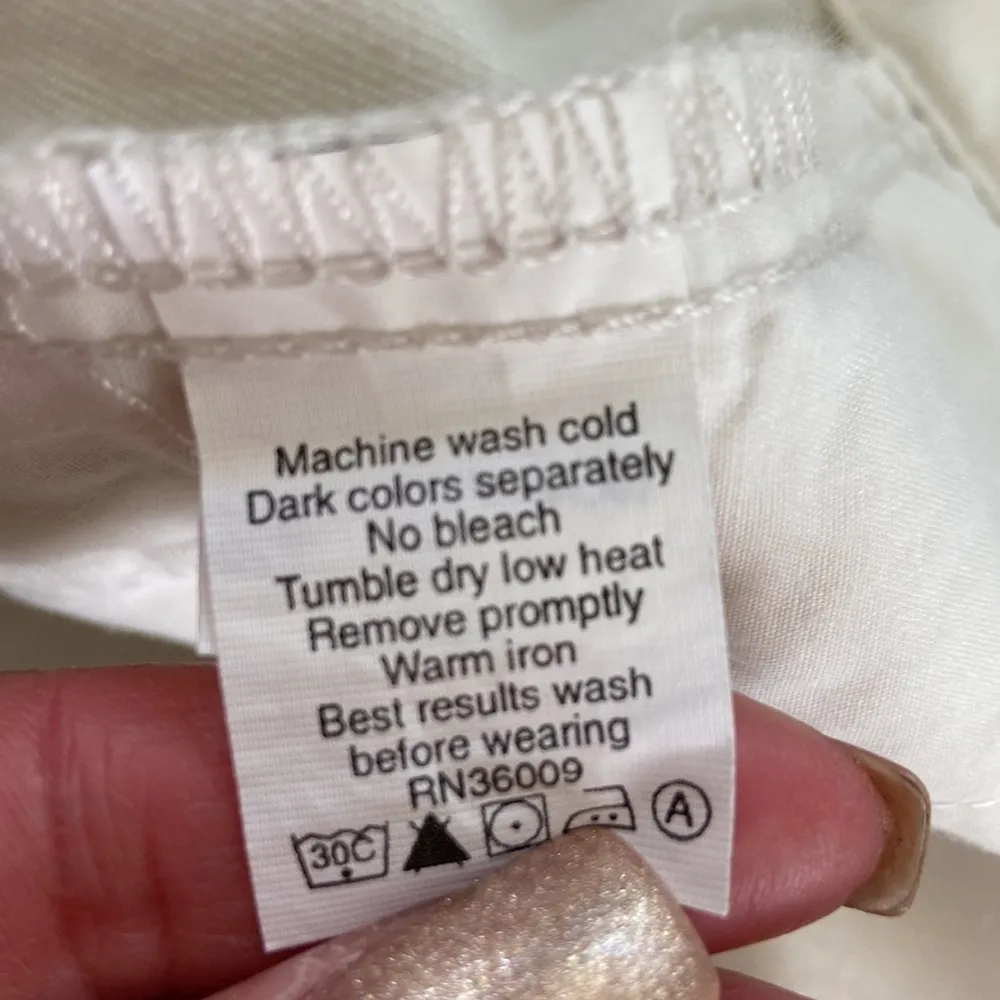 Machine wash cold
Dark colors separately
No bleach
Tumble dry low heat
Remove promptly
Warm iron
Best results wash
before wearing
RN36009
30C A